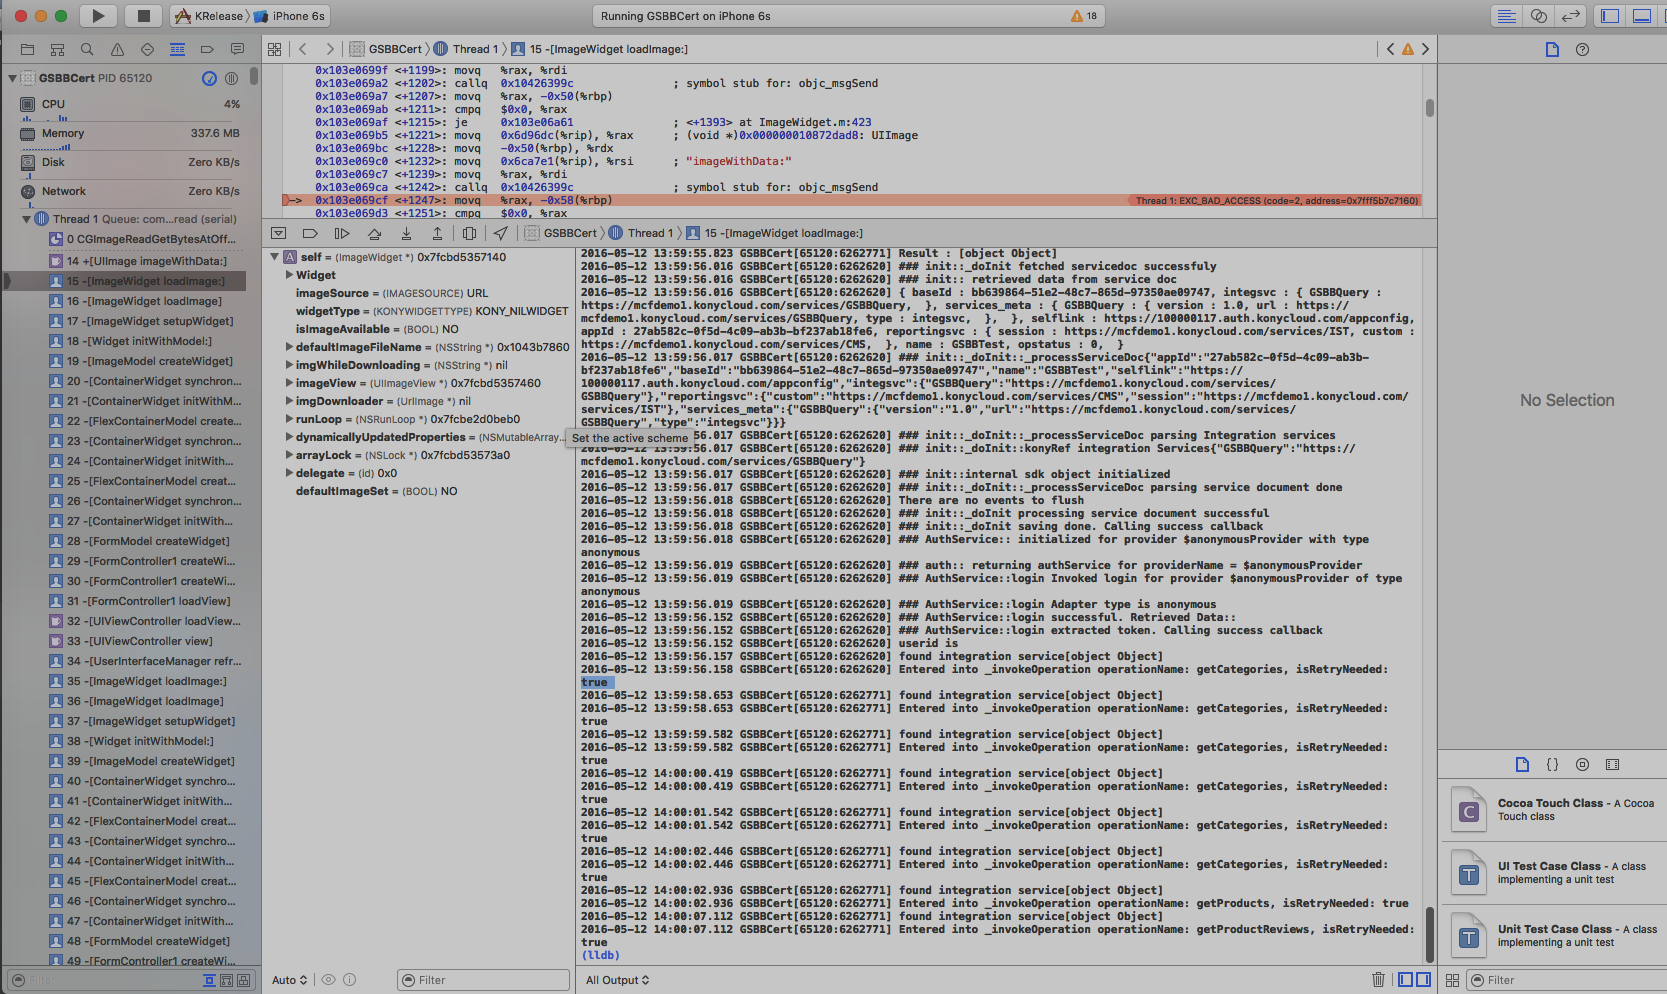 KRelease
iPhone 6s
Running GSBBCert on iPhone 6s
18
GSBBCert
Thread 1
15 -[ImageWidget loadImage:]
GSBBCert PID 65120
CPU
4%
Memory
337.6 MB
Disk
Zero KB/s
Network
Zero KB/s
Thread 1 Queue: com...read (serial)
0 CGImageReadGetBytesAtOff...
14 +[UIImage imageWithData:]
15 -[ImageWidget loadImage:]
16 -[ImageWidget loadImage]
17 -[ImageWidget setupWidget]
18 -[Widget initWithModel:]
19 -[ImageModel createWidget]
20 -[ContainerWidget synchron...
21 -[ContainerWidget initWithM...
22 -[FlexContainerModel create...
23 -[ContainerWidget synchron...
24 -[ContainerWidget initWith...
25 -[FlexContainerModel creat...
26 -[ContainerWidget synchron...
27 -[ContainerWidget initWith...
28 -[FormModel createWidget]
29 -[FormController1 createWi...
30 -[FormController1 createWi...
31 -[FormController1 loadView]
32 -[UIViewController loadView...
33 -[UIViewController view]
34 -[UserInterfaceManager refr...
35 -[ImageWidget loadImage:]
36 -[ImageWidget loadImage]
37 -[ImageWidget setupWidget]
38 -[Widget initWithModel:]
39 -[ImageModel createWidget]
40 -[ContainerWidget synchro...
41 -[ContainerWidget initWith...
42 -[FlexContainerModel creat...
43 -[ContainerWidget synchro...
44 -[ContainerWidget initWith...
45 -[FlexContainerModel creat...
46 -[ContainerWidget synchro...
47 -[ContainerWidget initWith...
48 -[FormModel createWidget]
49 -[FormController1 createWi...
Filter
0x103e0699f <+1199>: movq   %rax, %rdi
0x103e069a2 <+1202>: callq  0x10426399c               ; symbol stub for: objc_msgSend
0x103e069a7 <+1207>: movq   %rax, -0x50(%rbp)
0x103e069ab <+1211>: cmpq   $0x0, %rax
0x103e069af <+1215>: je     0x103e06a61               ; <+1393> at ImageWidget.m:423
0x103e069b5 <+1221>: movq   0x6d96dc(%rip), %rax      ; (void *)0x000000010872dad8: UIImage
0x103e069bc <+1228>: movq   -0x50(%rbp), %rdx
0x103e069c0 <+1232>: movq   0x6ca7e1(%rip), %rsi      ; "imageWithData:"
0x103e069c7 <+1239>: movq   %rax, %rdi
0x103e069ca <+1242>: callq  0x10426399c               ; symbol stub for: objc_msgSend
-> 0x103e069cf <+1247>: movq   %rax, -0x58(%rbp)
Thread 1: EXC_BAD_ACCESS (code=2, address=0x7fff5b7c7160)
0x103e069d3 <+1251>: cmpq   $0x0, %rax
GSBBCert
Thread 1
15 -[ImageWidget loadImage:]
self = (ImageWidget *) 0x7fcbd5357140
Widget
imageSource = (IMAGESOURCE) URL
widgetType = (KONYWIDGETTYPE) KONY_NILWIDGET
isImageAvailable = (BOOL) NO
defaultImageFileName = (NSString *) 0x1043b7860
imgWhileDownloading = (NSString *) nil
imageView = (UIImageView *) 0x7fcbd5357460
imgDownloader = (UrlImage *) nil
runLoop = (NSRunLoop *) 0x7fcbe2d0beb0
dynamicallyUpdatedProperties = (NSMutableArray...
arrayLock = (NSLock *) 0x7fcbd53573a0
delegate = (id) 0x0
defaultImageSet = (BOOL) NO
Set the active scheme
Auto
Filter
2016-05-12 13:59:55.823 GSBBCert[65120:6262771] Result : [object Object]
2016-05-12 13:59:56.016 GSBBCert[65120:6262620] ### init::_doInit fetched servicedoc successfuly
2016-05-12 13:59:56.016 GSBBCert[65120:6262620] ### init:: retrieved data from service doc
2016-05-12 13:59:56.016 GSBBCert[65120:6262620] { baseId : bb639864-51e2-48c7-865d-97350ae09747, integsvc : { GSBBQuery :
https://mcfdemo1.konycloud.com/services/GSBBQuery,  }, services_meta : { GSBBQuery : { version : 1.0, url : https://
mcfdemo1.konycloud.com/services/GSBBQuery, type : integsvc,  },  }, selflink : https://100000117.auth.konycloud.com/appconfig,
appId : 27ab582c-0f5d-4c09-ab3b-bf237ab18fe6, reportingsvc : { session : https://mcfdemo1.konycloud.com/services/IST, custom :
https://mcfdemo1.konycloud.com/services/CMS,  }, name : GSBBTest, opstatus : 0,  }
2016-05-12 13:59:56.017 GSBBCert[65120:6262620] ### init::_doInit::_processServiceDoc{"appId":"27ab582c-0f5d-4c09-ab3b-
bf237ab18fe6","baseId":"bb639864-51e2-48c7-865d-97350ae09747","name":"GSBBTest","selflink":"https://
100000117.auth.konycloud.com/appconfig","integsvc":{"GSBBQuery":"https://mcfdemo1.konycloud.com/services/
GSBBQuery"},"reportingsvc":{"custom":"https://mcfdemo1.konycloud.com/services/CMS","session":"https://mcfdemo1.konycloud.com/
services/IST"},"services_meta":{"GSBBQuery":{"version":"1.0","url":"https://mcfdemo1.konycloud.com/services/
GSBBQuery","type":"integsvc"}}}
.017 GSBBCert[65120:6262620] ### init::_doInit::_processServiceDoc parsing Integration services
2016-05-12 13:59:56.017 GSBBCert[65120:6262620] ### init::_doInit::konyRef integration Services{"GSBBQuery":"https://
mcfdemo1.konycloud.com/services/GSBBQuery"}
2016-05-12 13:59:56.017 GSBBCert[65120:6262620] ### init::internal sdk object initialized
2016-05-12 13:59:56.017 GSBBCert[65120:6262620] ### init::_doInit::_processServiceDoc parsing service document done
2016-05-12 13:59:56.018 GSBBCert[65120:6262620] There are no events to flush
2016-05-12 13:59:56.018 GSBBCert[65120:6262620] ### init::_doInit processing service document successful
2016-05-12 13:59:56.018 GSBBCert[65120:6262620] ### init::_doInit saving done. Calling success callback
2016-05-12 13:59:56.018 GSBBCert[65120:6262620] ### AuthService:: initialized for provider $anonymousProvider with type
anonymous
2016-05-12 13:59:56.019 GSBBCert[65120:6262620] ### auth:: returning authService for providerName = $anonymousProvider
2016-05-12 13:59:56.019 GSBBCert[65120:6262620] ### AuthService::login Invoked login for provider $anonymousProvider of type
anonymous
2016-05-12 13:59:56.019 GSBBCert[65120:6262620] ### AuthService::login Adapter type is anonymous
2016-05-12 13:59:56.152 GSBBCert[65120:6262620] ### AuthService::login successful. Retrieved Data::
2016-05-12 13:59:56.152 GSBBCert[65120:6262620] ### AuthService::login extracted token. Calling success callback
2016-05-12 13:59:56.152 GSBBCert[65120:6262620] userid is
2016-05-12 13:59:56.157 GSBBCert[65120:6262620] found integration service[object Object]
2016-05-12 13:59:56.158 GSBBCert[65120:6262620] Entered into _invokeOperation operationName: getCategories, isRetryNeeded:
true
2016-05-12 13:59:58.653 GSBBCert[65120:6262771] found integration service[object Object]
2016-05-12 13:59:58.653 GSBBCert[65120:6262771] Entered into _invokeOperation operationName: getCategories, isRetryNeeded:
true
2016-05-12 13:59:59.582 GSBBCert[65120:6262771] found integration service[object Object]
2016-05-12 13:59:59.582 GSBBCert[65120:6262771] Entered into _invokeOperation operationName: getCategories, isRetryNeeded:
true
2016-05-12 14:00:00.419 GSBBCert[65120:6262771] found integration service[object Object]
2016-05-12 14:00:00.419 GSBBCert[65120:6262771] Entered into _invokeOperation operationName: getCategories, isRetryNeeded:
true
2016-05-12 14:00:01.542 GSBBCert[65120:6262771] found integration service[object Object]
2016-05-12 14:00:01.542 GSBBCert[65120:6262771] Entered into _invokeOperation operationName: getCategories, isRetryNeeded:
true
2016-05-12 14:00:02.446 GSBBCert[65120:6262771] found integration service[object Object]
2016-05-12 14:00:02.446 GSBBCert[65120:6262771] Entered into _invokeOperation operationName: getCategories, isRetryNeeded:
true
2016-05-12 14:00:02.936 GSBBCert[65120:6262771] found integration service[object Object]
2016-05-12 14:00:02.936 GSBBCert[65120:6262771] Entered into _invokeOperation operationName: getProducts, isRetryNeeded: true
2016-05-12 14:00:07.112 GSBBCert[65120:6262771] found integration service[object Object]
2016-05-12 14:00:07.112 GSBBCert[65120:6262771] Entered into _invokeOperation operationName: getProductReviews, isRetryNeeded:
true
(lldb)
All Output
No Selection
Cocoa Touch Class - A Cocoa
Touch class
UI Test Case Class - A class
implementing a unit test
Unit Test Case Class - A class
implementing a unit test
Filter